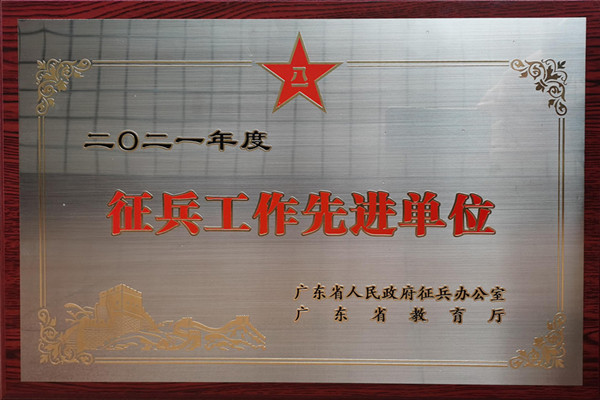 八一
二〇二一年度
征兵工作先进单位
广东省人民政府征兵办公室
广东省教育厅